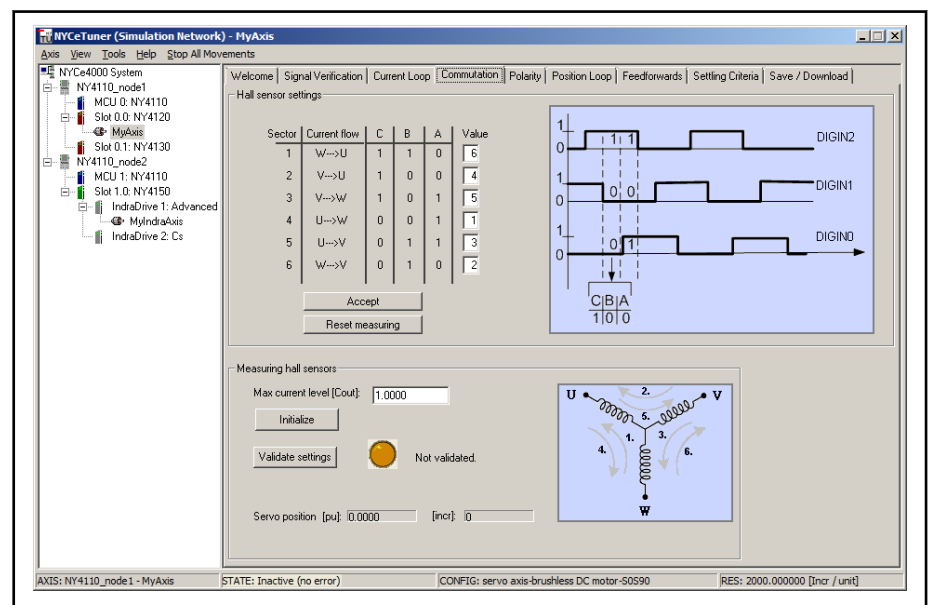 NYCeTuner (Simulation Network) - MyAxis
Axis View Tools Help Stop All Movements
NYCe4000 System
NY4110_node1
MCU 0: NY4110
Slot 0.0: NY4120
MyAxis
Slot 0.1: NY4130
NY4110_node2
MCU 1: NY4110
Slot 1.0: NY4150
IndraDrive 1: Advanced
MyIndraAxis
IndraDrive 2: Cs
Welcome Signal Verification Current Loop Commutation Polarity Position Loop Feedforwards Settling Criteria Save / Download
Hall sensor settings
Sector Current flow C B A Value
1 W--->U 1 1 0 6
2 V--->U 1 0 0 4
3 V--->W 1 0 1 5
4 U--->W 0 0 1 1
5 U--->V 0 1 1 3
6 W--->V 0 1 0 2
Accept
Reset measuring
1 0 1 1 DIGIN2
1 0 0 0 DIGIN1
1 0 0 1 DIGIN0
C B A
1 0 0
Measuring hall sensors
Max current level [Cout]: 1.0000
Initialize
Validate settings Not validated.
Servo position [pu]: 0.0000 [incr]: 0
U 2. V
5.
1. 3.
4. 6.
W
AXIS: NY4110_node1 - MyAxis STATE: Inactive (no error) CONFIG: servo axis-brushless DC motor-S0S90 RES: 2000.000000 [Incr / unit]